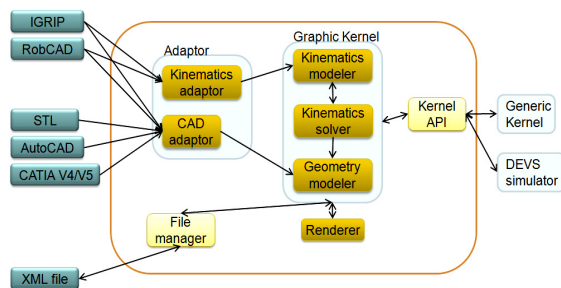 IGRIP
RobCAD
STL
AutoCAD
CATIA V4/V5
XML file
Adaptor
Kinematics
adaptor
CAD
adaptor
Graphic Kernel
Kinematics
modeler
Kinematics
solver
Geometry
modeler
File
manager
Renderer
Kernel
API
Generic
Kernel
DEVS
simulator